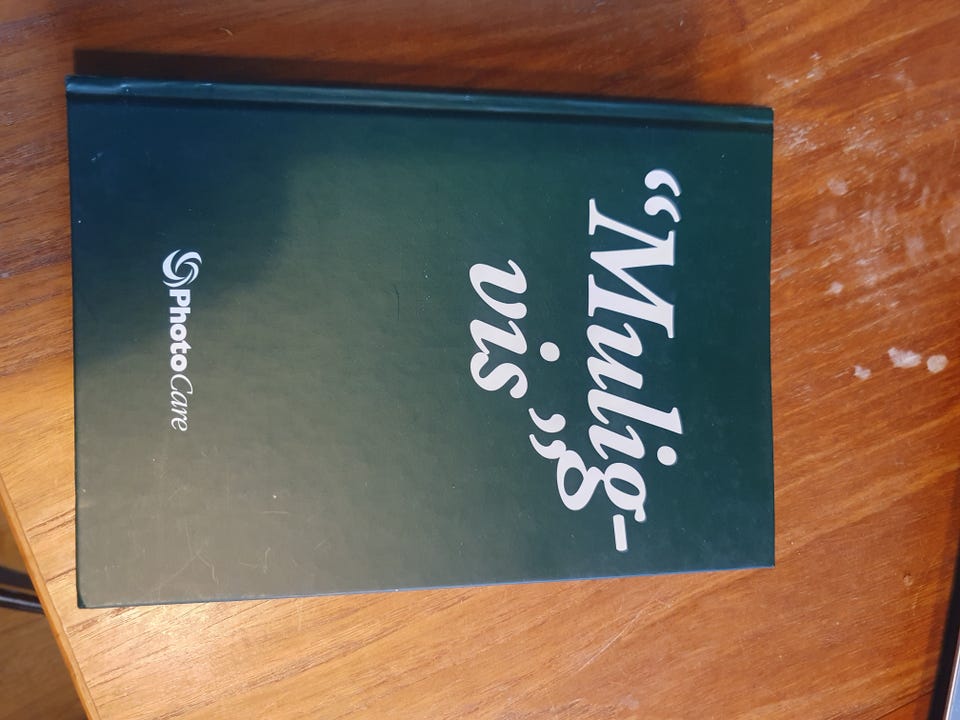 “Mulig-
vis”
PhotoCare